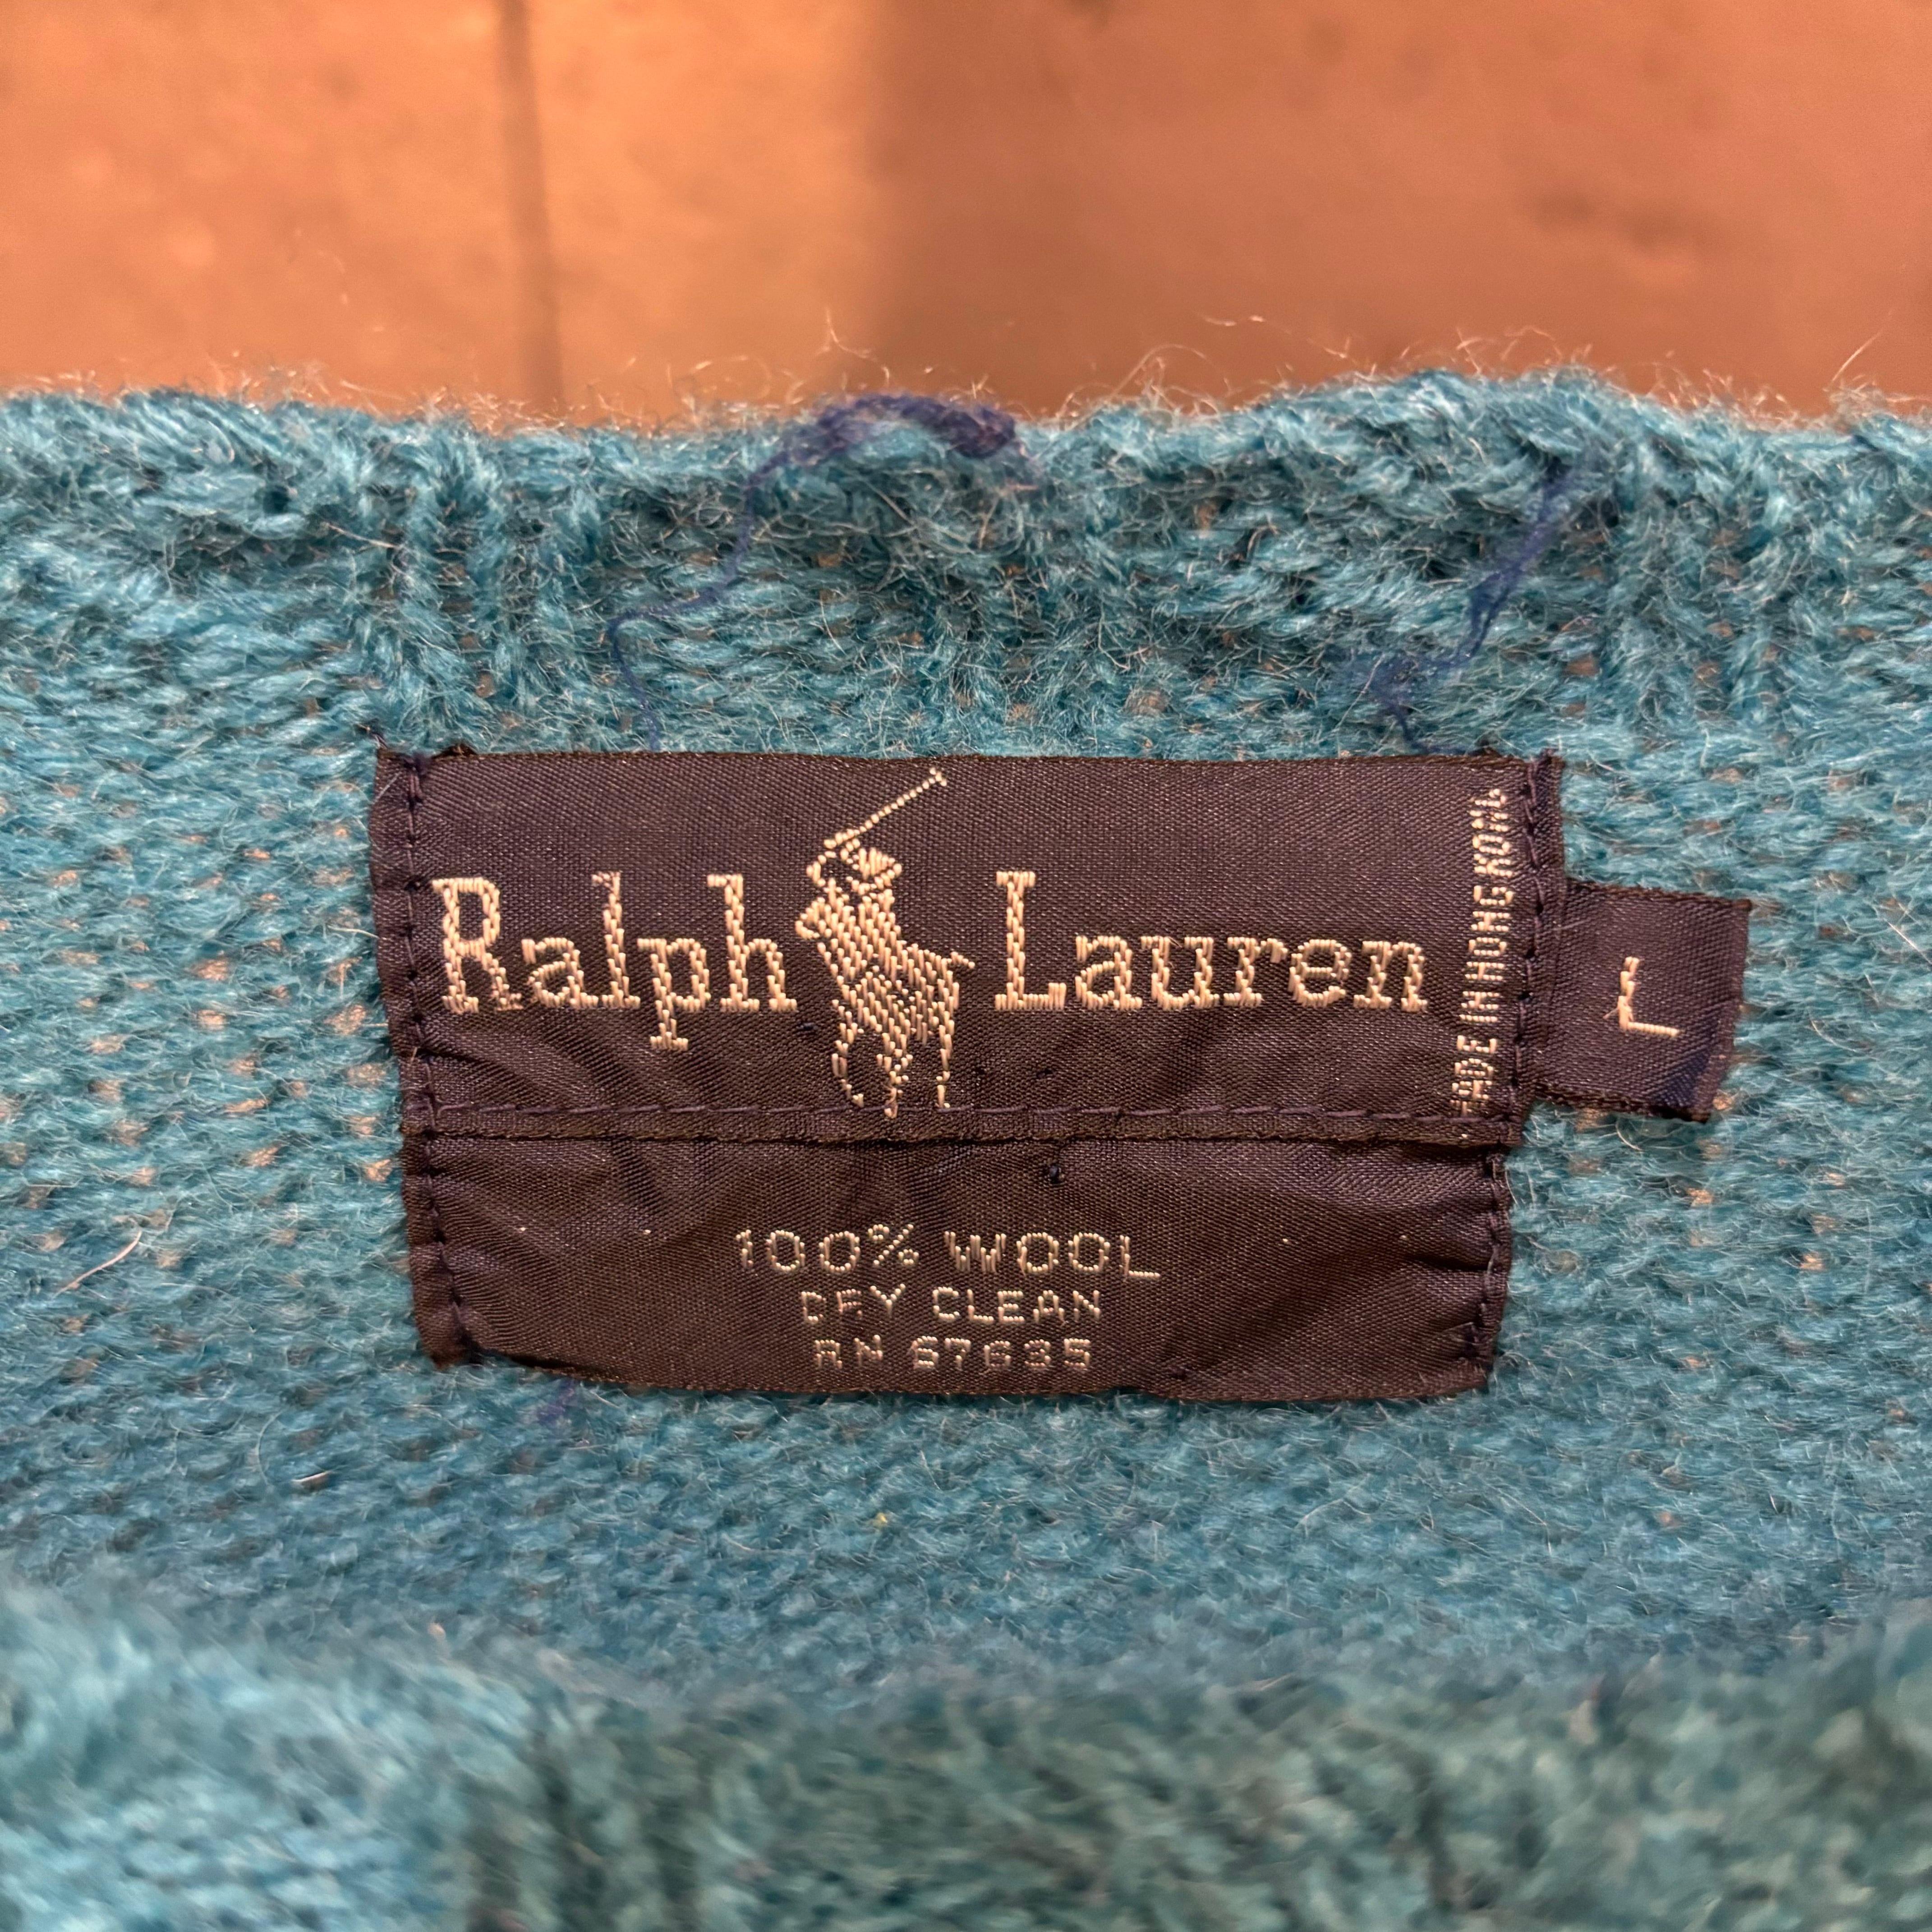 Ralph Lauren
MADE IN HONG KONG
L
100% WOOL
DRY CLEAN
RN 67635